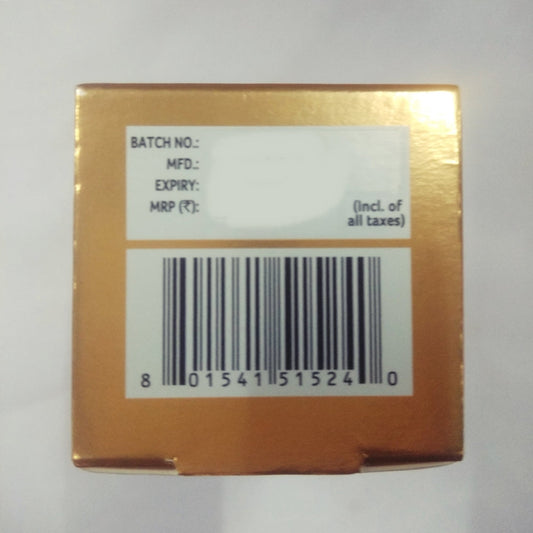 BATCH NO.:
MFD.:
EXPIRY:
MRP (₹):
(Incl. of
all taxes)
8 01541 51524 0